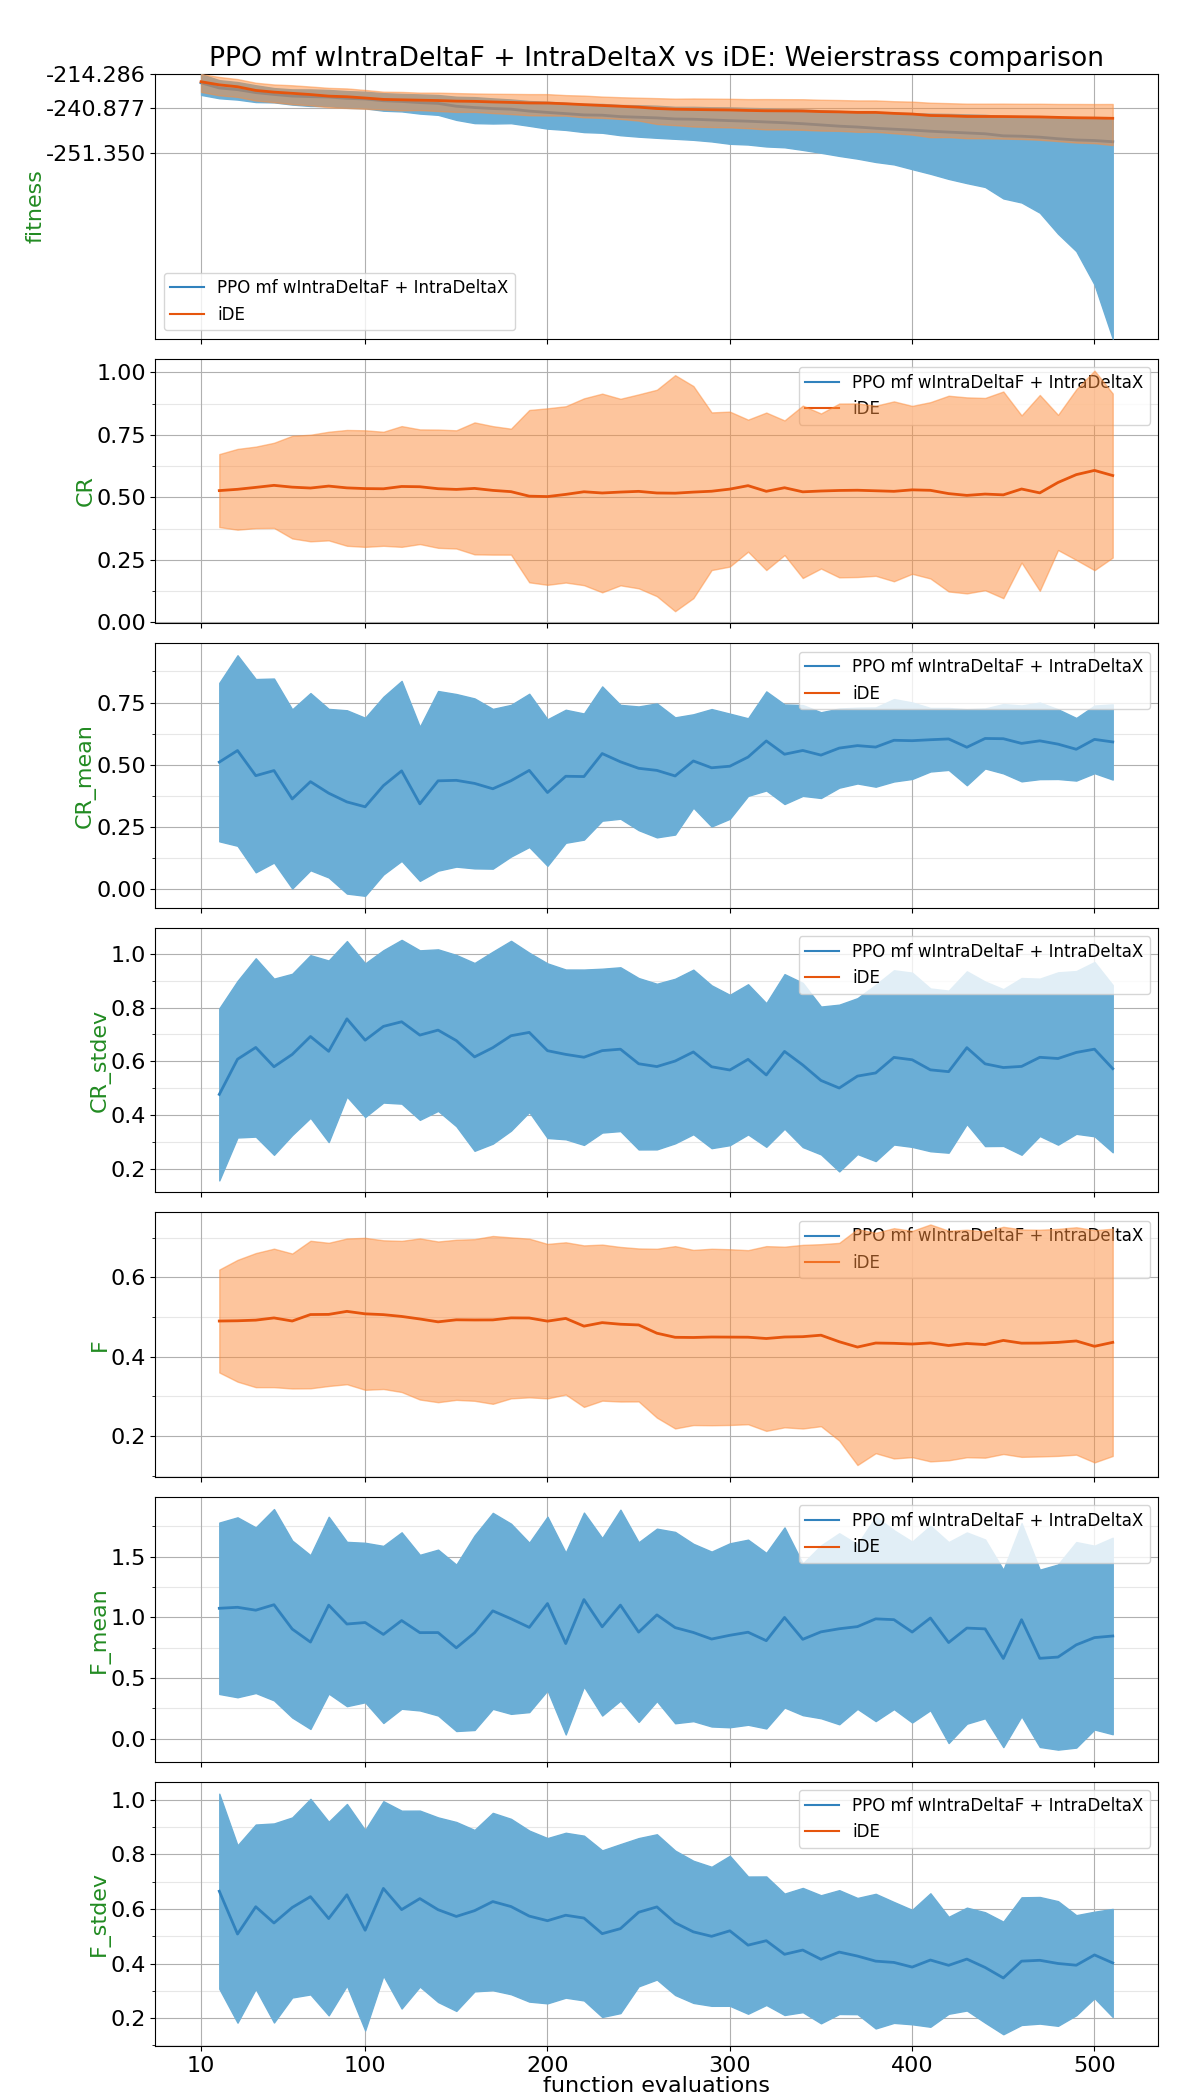 PPO mf wIntraDeltaF + IntraDeltaX vs iDE: Weierstrass comparison
-214.286
-240.877
-251.350
fitness
PPO mf wIntraDeltaF + IntraDeltaX
iDE
1.00
0.75
0.50
0.25
0.00
CR
PPO mf wIntraDeltaF + IntraDeltaX
iDE
0.75
0.50
0.25
0.00
CR_mean
PPO mf wIntraDeltaF + IntraDeltaX
iDE
1.0
0.8
0.6
0.4
0.2
CR_stdev
PPO mf wIntraDeltaF + IntraDeltaX
iDE
0.6
0.4
0.2
F
PPO mf wIntraDeltaF + IntraDeltaX
iDE
1.5
1.0
0.5
0.0
F_mean
PPO mf wIntraDeltaF + IntraDeltaX
iDE
1.0
0.8
0.6
0.4
0.2
F_stdev
PPO mf wIntraDeltaF + IntraDeltaX
iDE
10 100 200 300 400 500
function evaluations